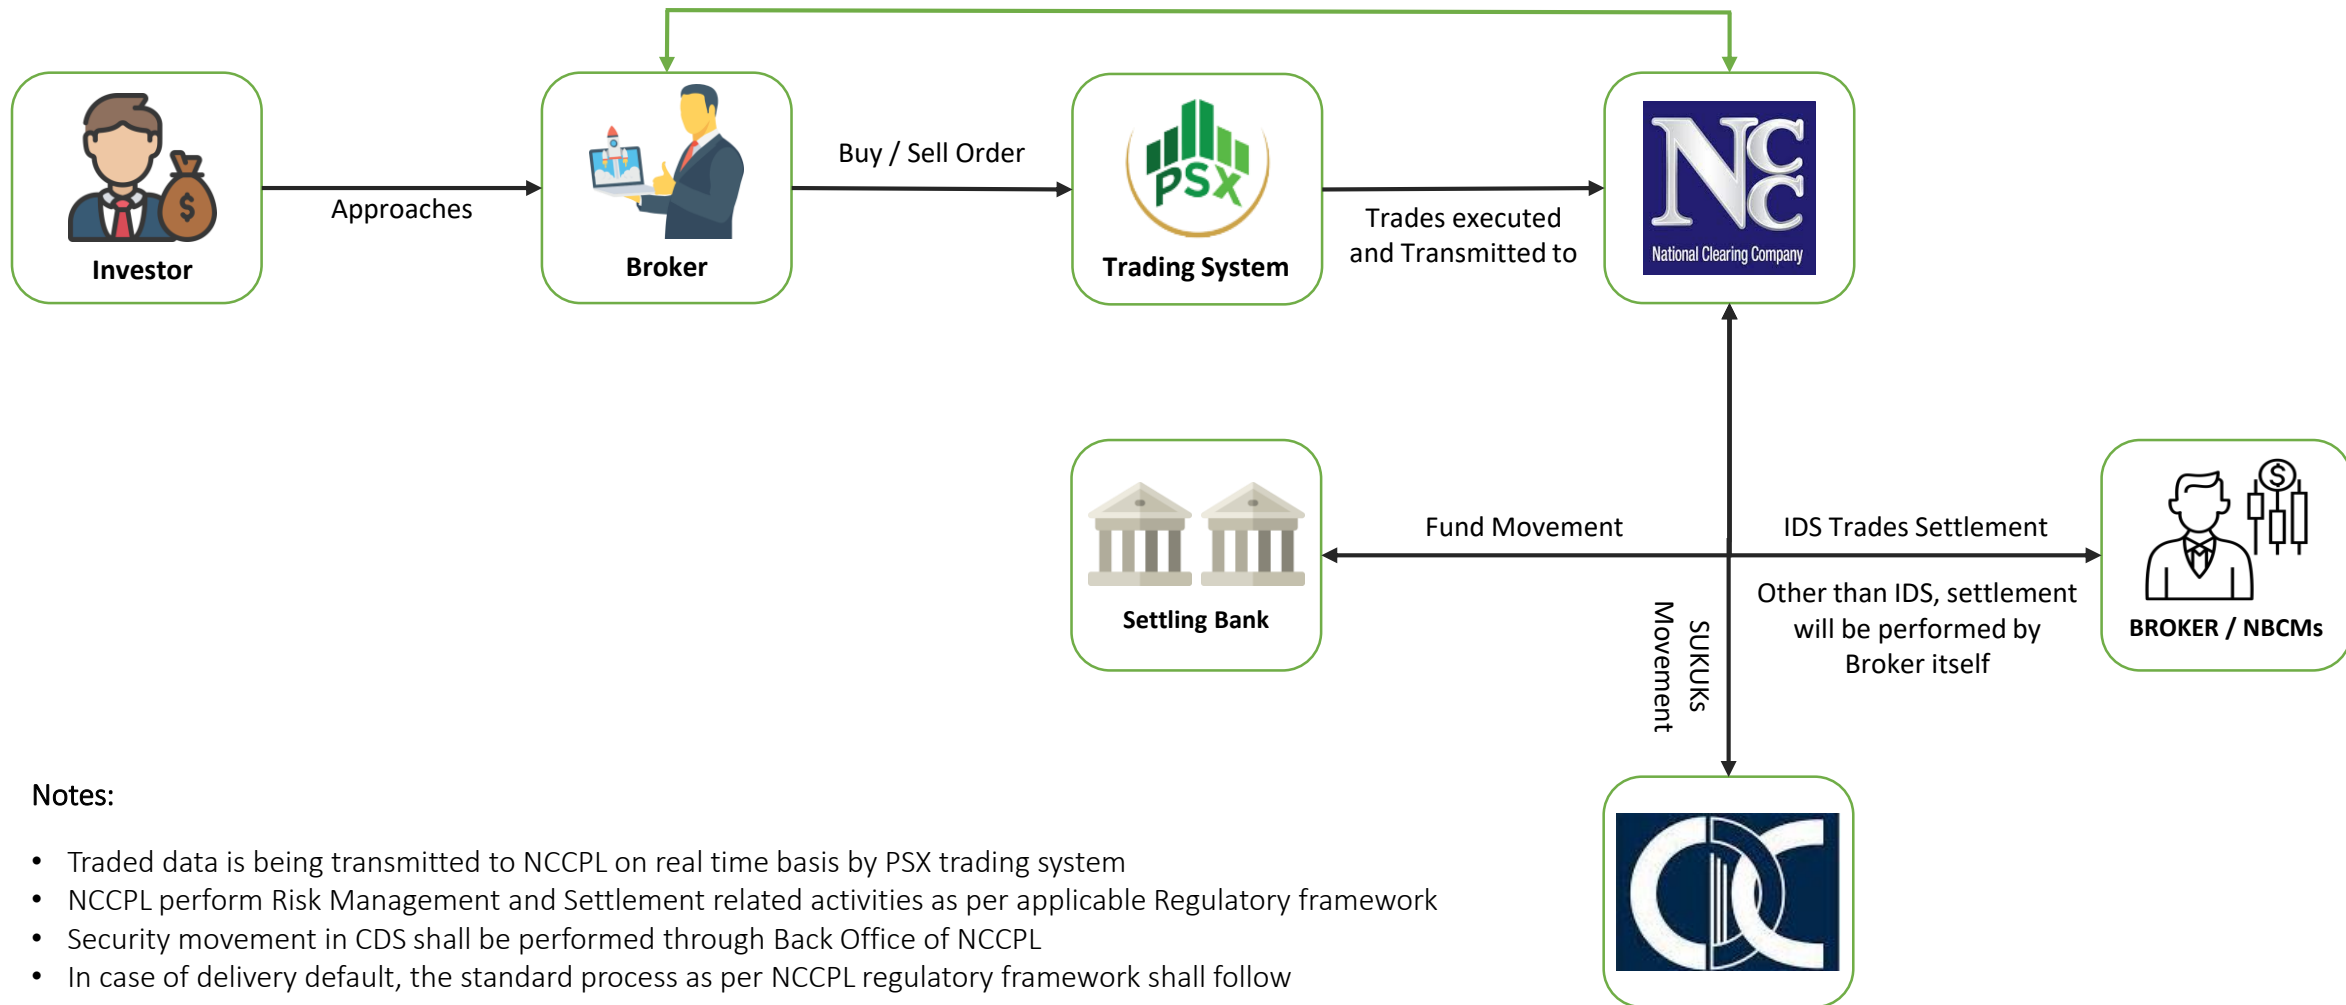 Investor
Approaches
Broker
Buy / Sell Order
PSX
Trading System
Trades executed
and Transmitted to
NCC
National Clearing Company
Settling Bank
Fund Movement
IDS Trades Settlement
Other than IDS, settlement
will be performed by
Broker itself
SUKUKs
Movement
BROKER / NBCMs
CDC
Notes:
• Traded data is being transmitted to NCCPL on real time basis by PSX trading system
• NCCPL perform Risk Management and Settlement related activities as per applicable Regulatory framework
• Security movement in CDS shall be performed through Back Office of NCCPL
• In case of delivery default, the standard process as per NCCPL regulatory framework shall follow